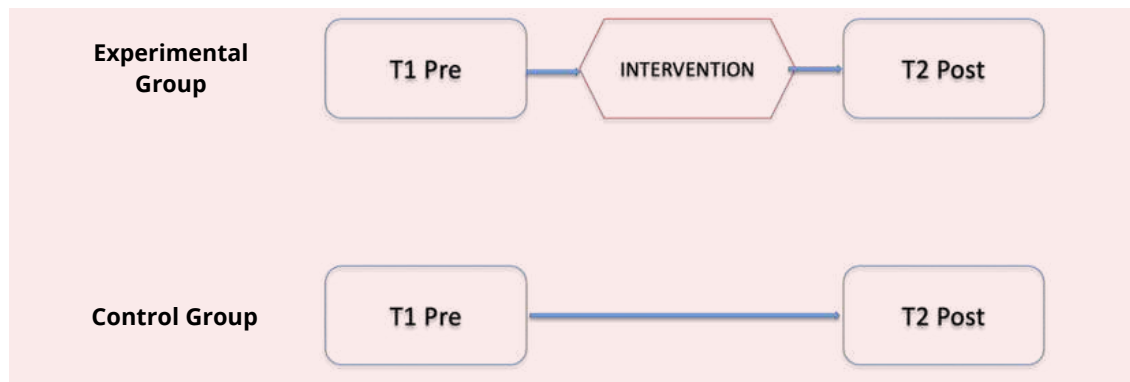 Experimental
Group
T1 Pre
INTERVENTION
T2 Post
Control Group
T1 Pre
T2 Post